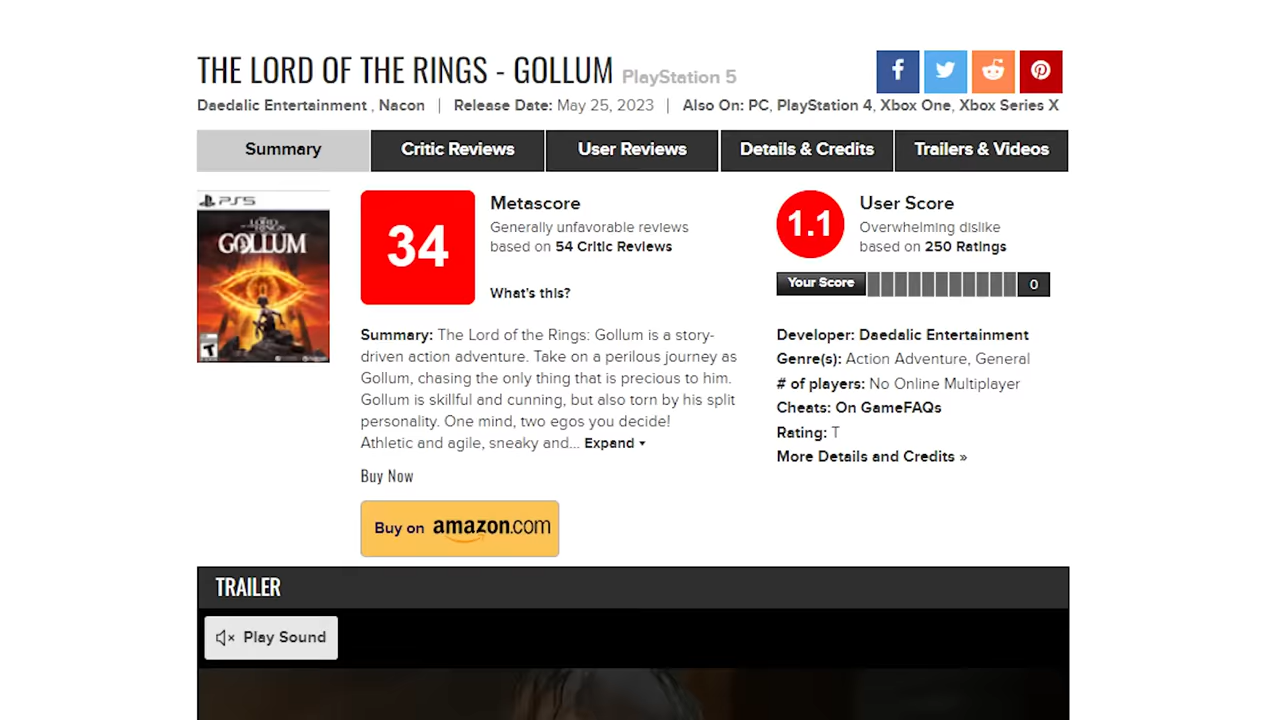 THE LORD OF THE RINGS - GOLLUM PlayStation 5
Daedalic Entertainment , Nacon | Release Date: May 25, 2023 | Also On: PC, PlayStation 4, Xbox One, Xbox Series X
Summary Critic Reviews User Reviews Details & Credits Trailers & Videos
PS5
THE
LORD
OF THE RINGS
GOLLUM
T
34
Metascore
Generally unfavorable reviews
based on 54 Critic Reviews
What's this?
1.1
User Score
Overwhelming dislike
based on 250 Ratings
Your Score 0
Summary: The Lord of the Rings: Gollum is a story-
driven action adventure. Take on a perilous journey as
Gollum, chasing the only thing that is precious to him.
Gollum is skillful and cunning, but also torn by his split
personality. One mind, two egos you decide!
Athletic and agile, sneaky and... Expand
Buy Now
Buy on amazon.com
Developer: Daedalic Entertainment
Genre(s): Action Adventure, General
# of players: No Online Multiplayer
Cheats: On GameFAQs
Rating: T
More Details and Credits »
TRAILER
Play Sound